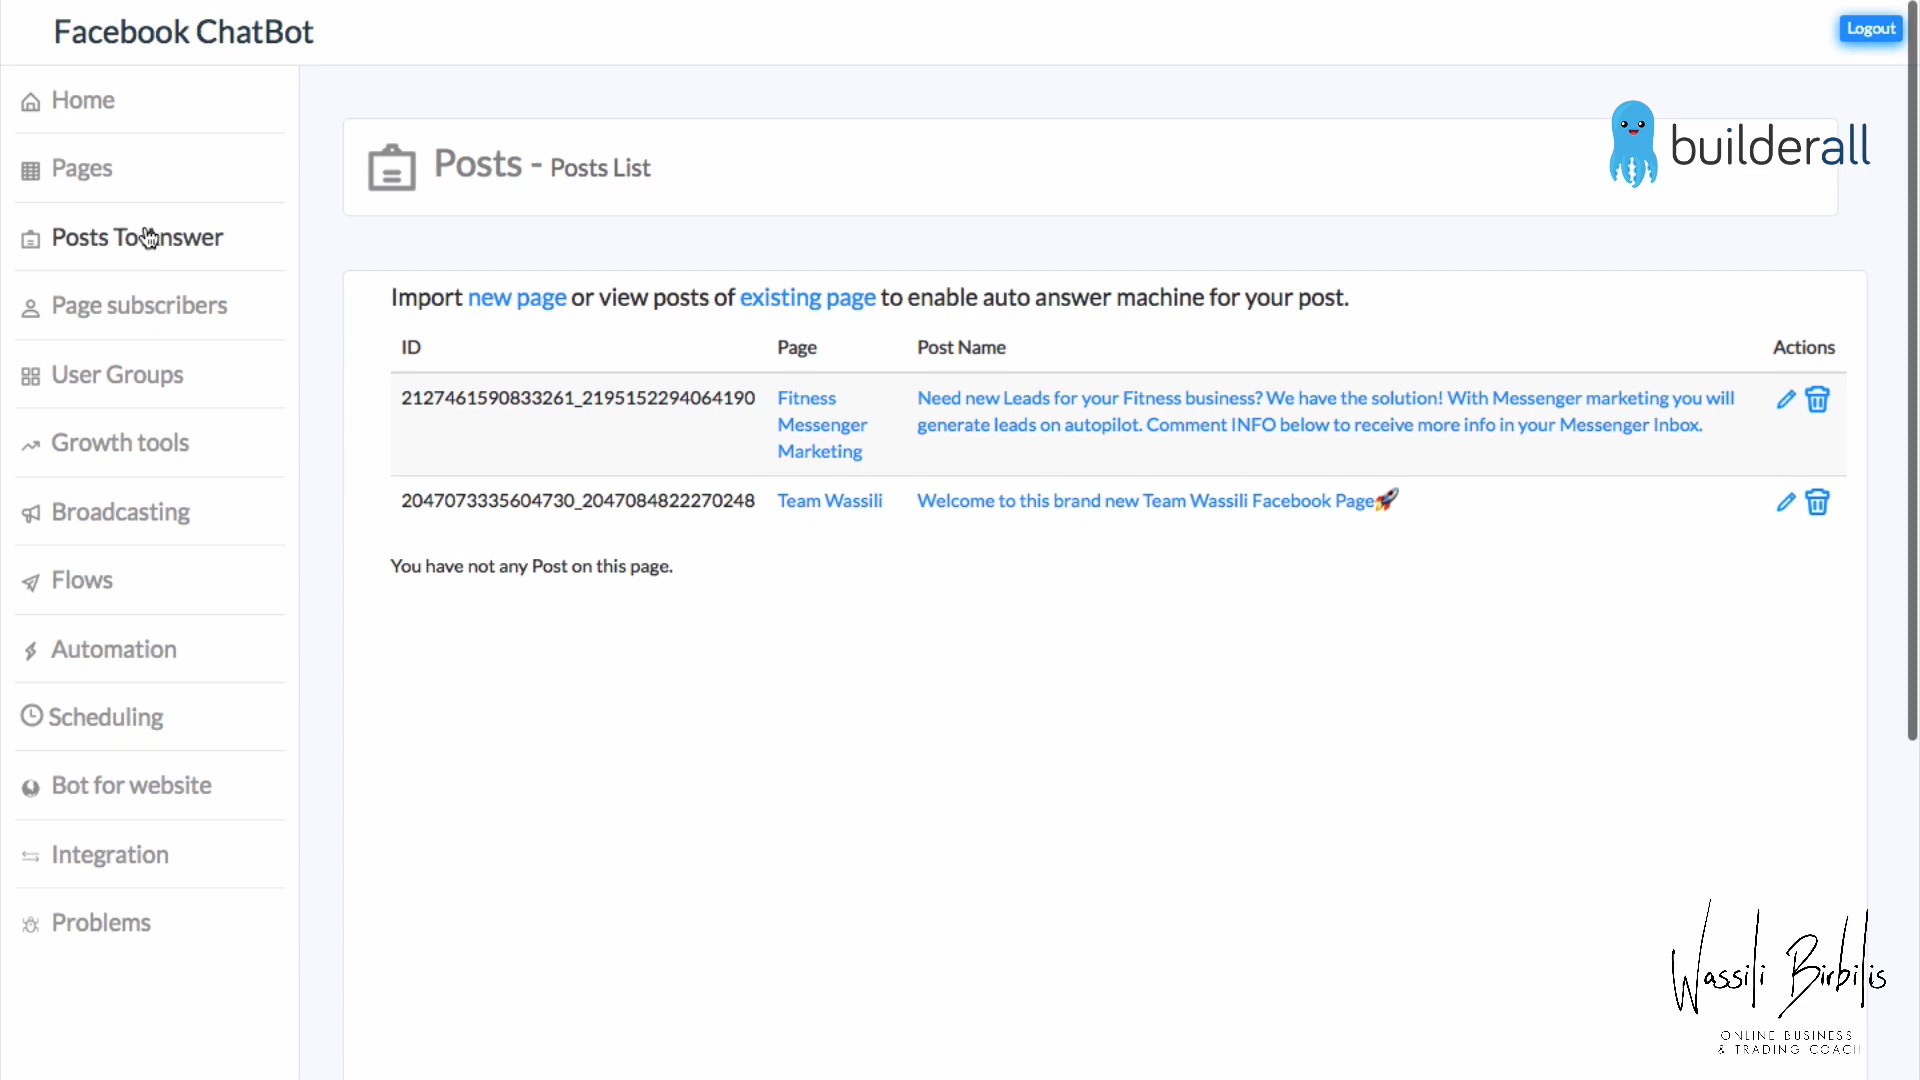 Facebook ChatBot
Logout
Home
Pages
Posts To Answer
Page subscribers
User Groups
Growth tools
Broadcasting
Flows
Automation
Scheduling
Bot for website
Integration
Problems
Posts - Posts List
builderall
Import new page or view posts of existing page to enable auto answer machine for your post.
ID Page Post Name Actions
2127461590833261_2195152294064190 Fitness Messenger Marketing Need new Leads for your Fitness business? We have the solution! With Messenger marketing you will
generate leads on autopilot. Comment INFO below to receive more info in your Messenger Inbox.
2047073335604730_2047084822270248 Team Wassili Welcome to this brand new Team Wassili Facebook Page🚀
You have not any Post on this page.
Wassili Birbilis
ONLINE BUSINESS
& TRADING COACH